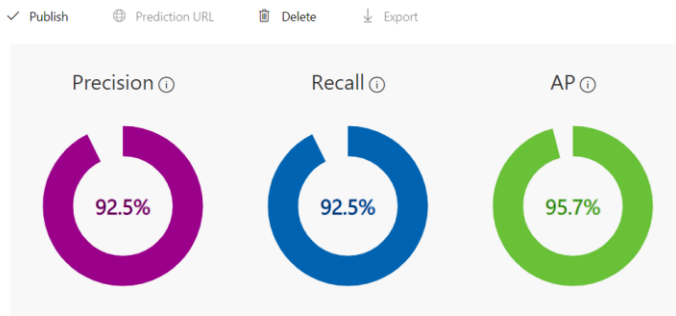 Publish Prediction URL Delete Export
Precision Recall AP
92.5% 92.5% 95.7%